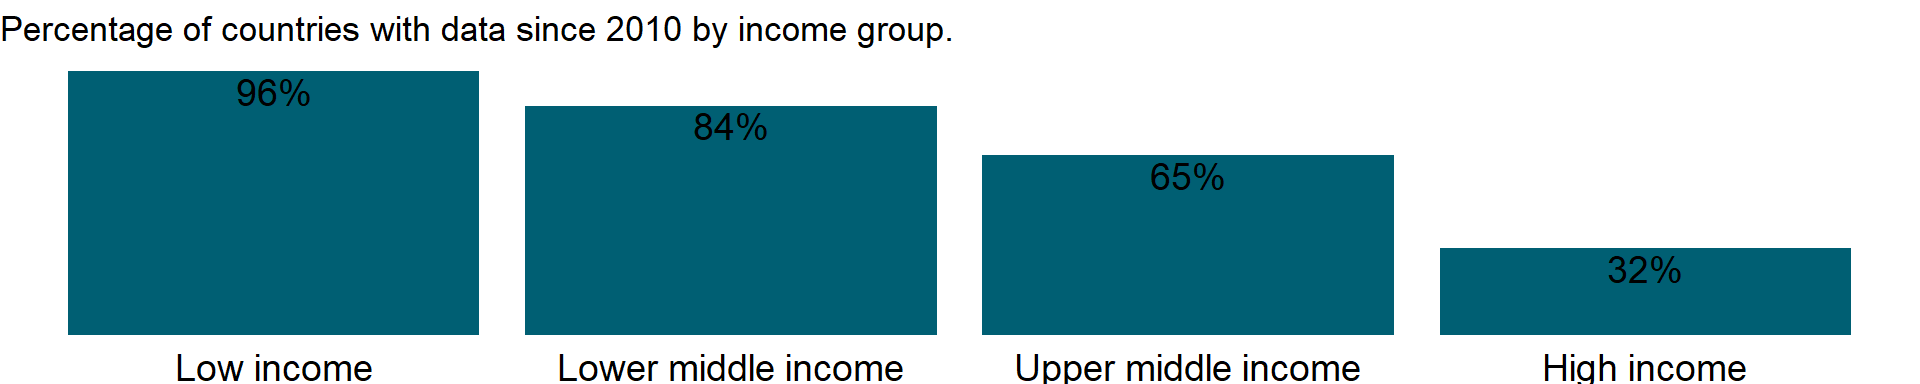 Percentage of countries with data since 2010 by income group.
96%
84%
65%
32%
Low income
Lower middle income
Upper middle income
High income